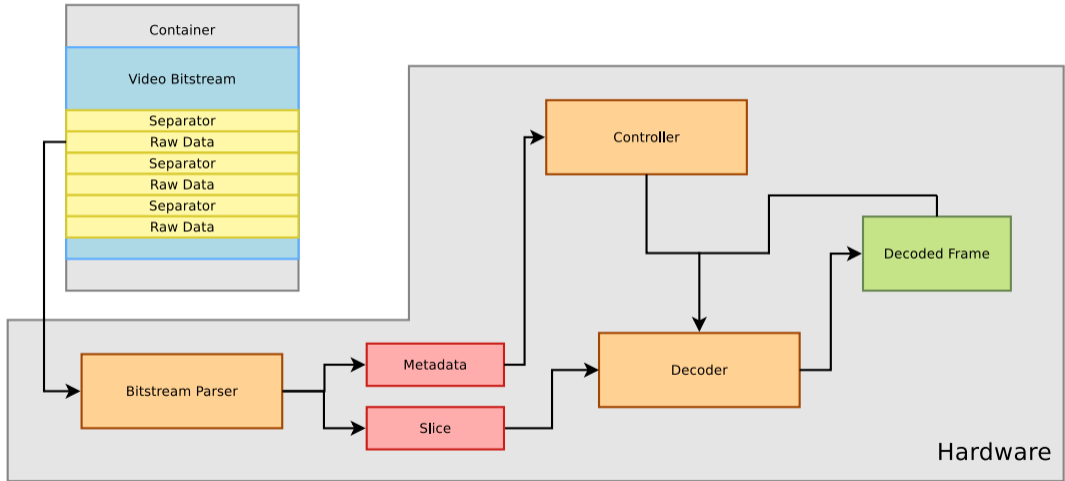 Container
Video Bitstream
Separator
Raw Data
Separator
Raw Data
Separator
Raw Data
Controller
Decoded Frame
Metadata
Decoder
Bitstream Parser
Slice
Hardware